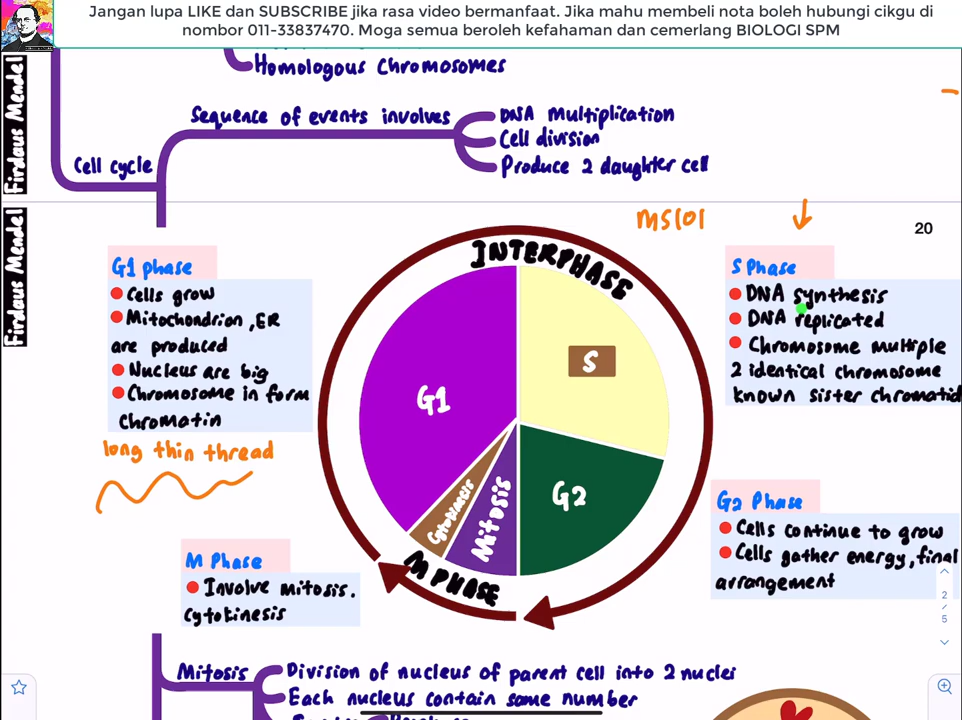 Jangan lupa LIKE dan SUBSCRIBE jika rasa video bermanfaat. Jika mahu membeli nota boleh hubungi cikgu di
nombor 011-33837470. Moga semua beroleh kefahaman dan cemerlang BIOLOGI SPM
Firdaus Mendel
Homologous Chromosomes
Sequence of events involves
DNA multiplication
Cell division
Produce 2 daughter cell
Cell cycle
Firdaus Mendel
20
G1 phase
Cells grow
Mitochondrion, ER
are produced
Nucleus are big
Chromosome in form
Chromatin
long thin thread
INTERPHASE
G1
S
G2
Mitosis
Cytokinesis
M PHASE
S Phase
DNA synthesis
DNA replicated
Chromosome multiple
2 identical chromosome
known sister chromatid
G2 Phase
Cells continue to grow
Cells gather energy, final
arrangement
M Phase
Involve mitosis.
cytokinesis
2
/
5
Mitosis
Division of nucleus of parent cell into 2 nuclei
Each nucleus contain same number